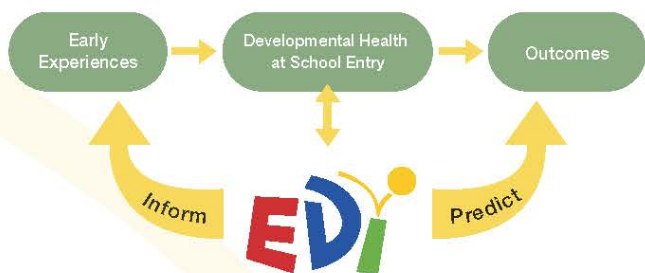 Early
Experiences
Developmental Health
at School Entry
Outcomes
Inform
EDI
Predict